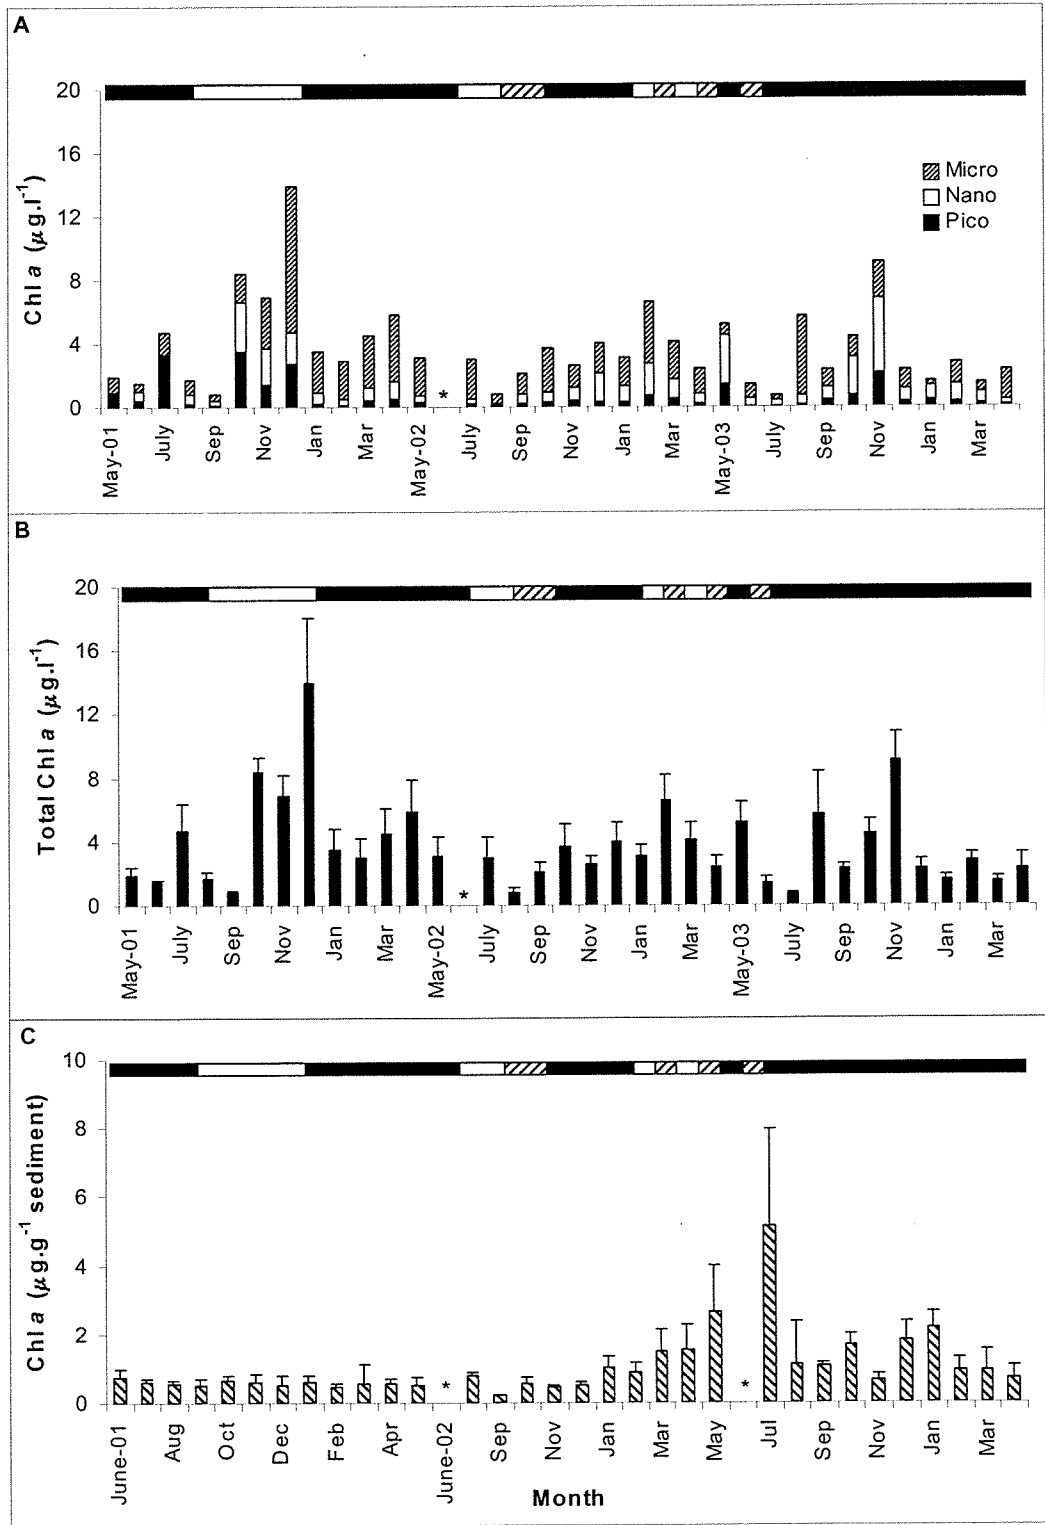 A
20
16
12
8
4
0
Chl a (µg.l-1)
Micro
Nano
Pico
*
May-01 July Sep Nov Jan Mar May-02 July Sep Nov Jan Mar May-03 July Sep Nov Jan Mar
B
20
16
12
8
4
0
Total Chl a (µg.l-1)
*
May-01 July Sep Nov Jan Mar May-02 July Sep Nov Jan Mar May-03 July Sep Nov Jan Mar
C
10
8
6
4
2
0
Chl a (µg.g-1 sediment)
* *
June-01 Aug Oct Dec Feb Apr June-02 Sep Nov Jan Mar May Jul Sep Nov Jan Mar
Month